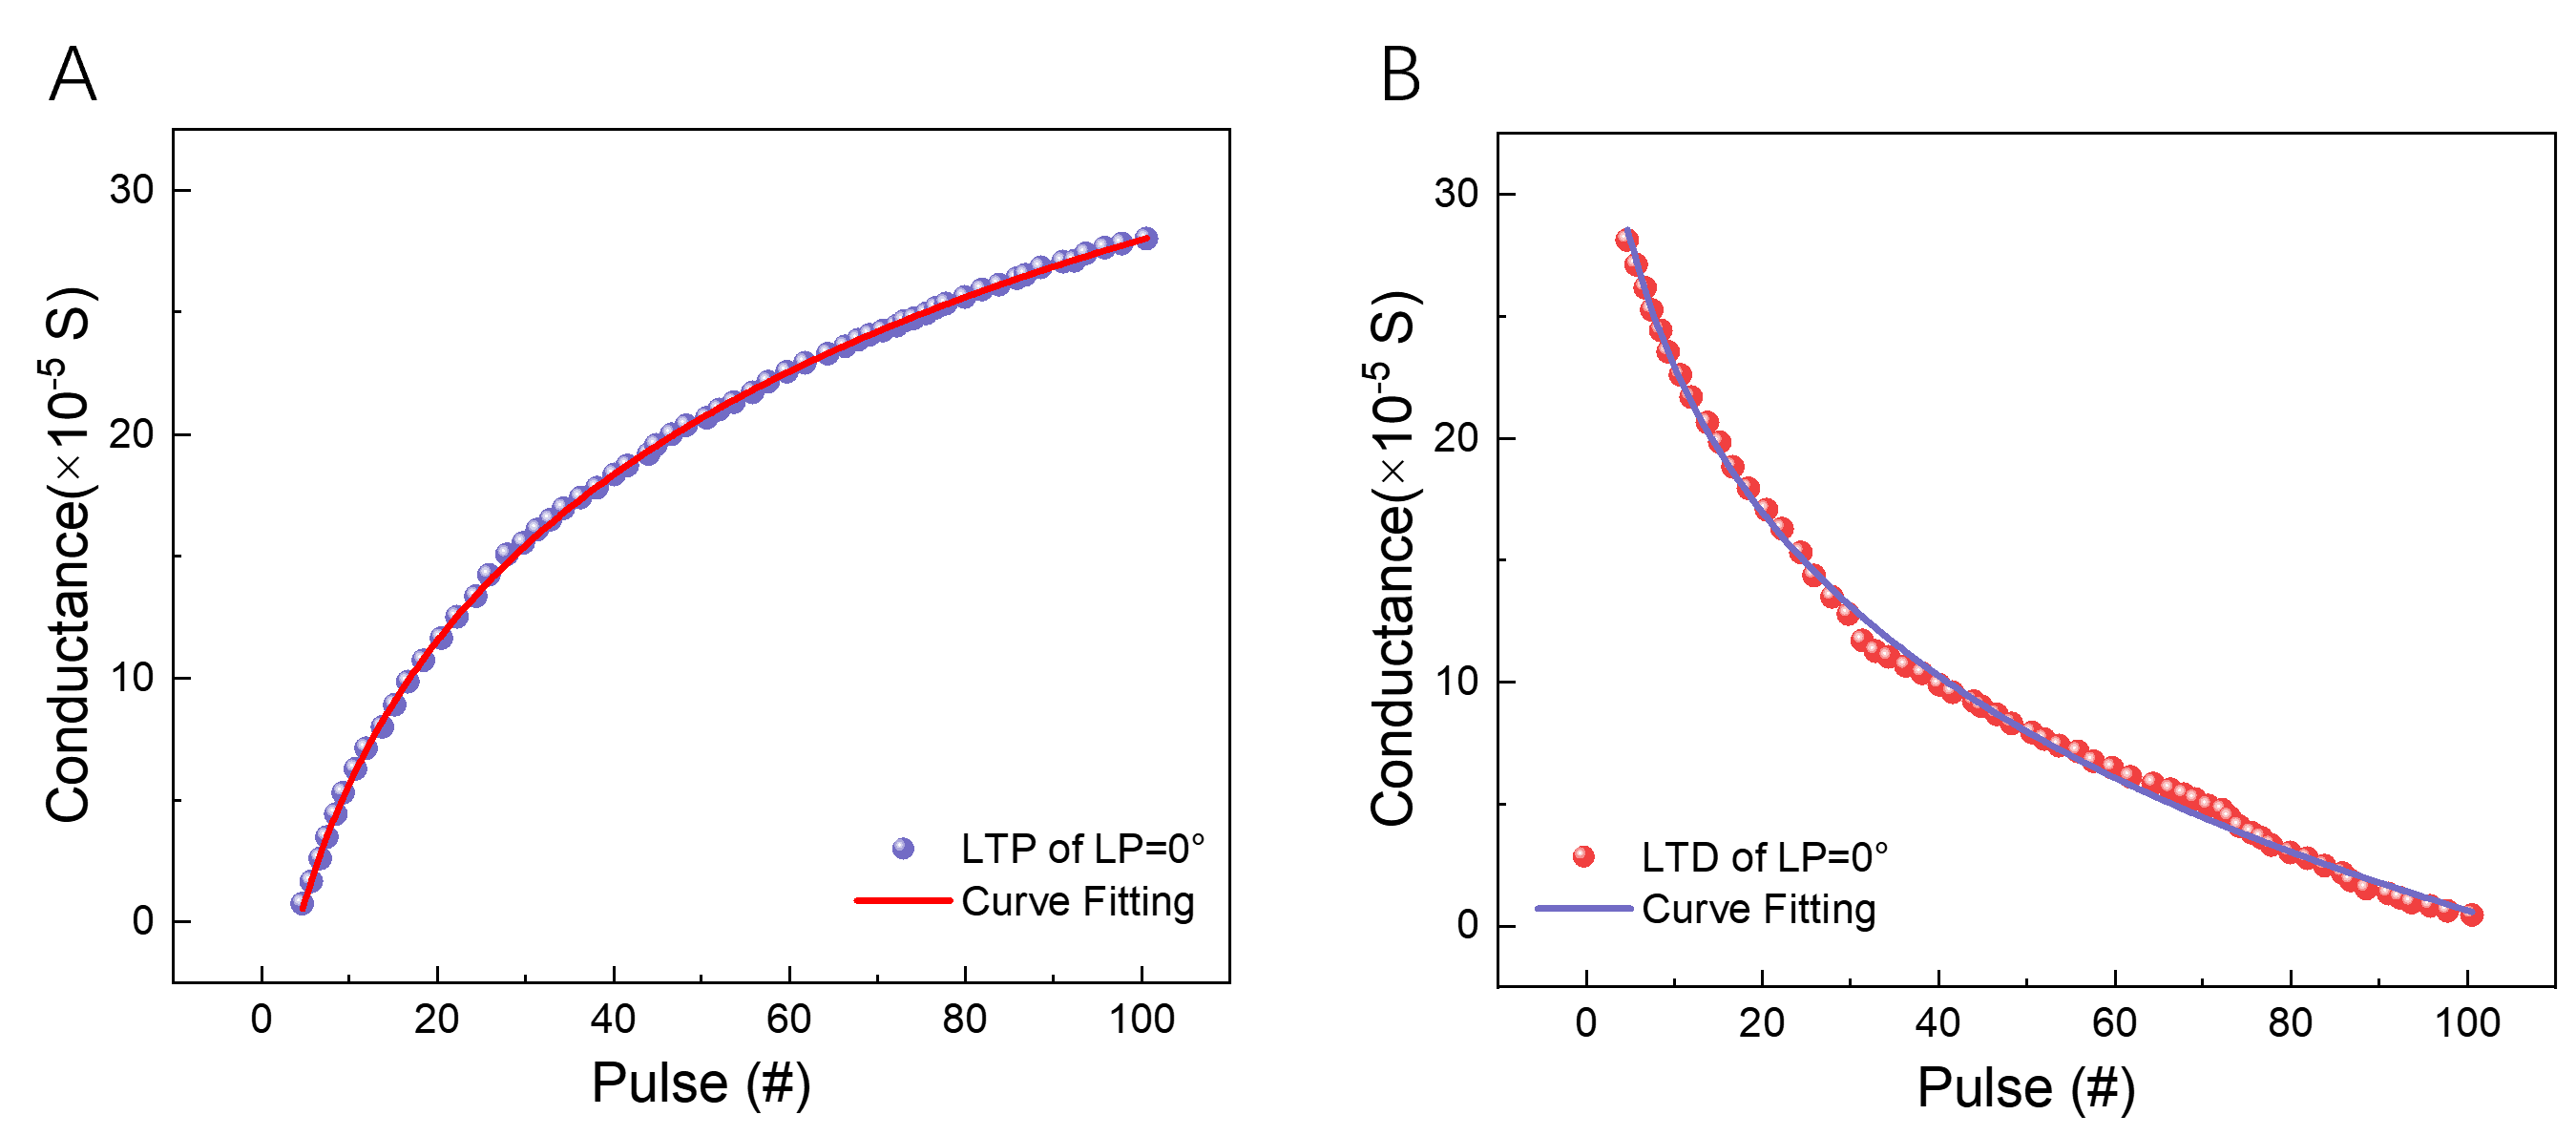 A
30
20
10
0
Conductance(×10⁻⁵ S)
LTP of LP=0°
Curve Fitting
0 20 40 60 80 100
Pulse (#)
B
30
20
10
0
Conductance(×10⁻⁵ S)
LTD of LP=0°
Curve Fitting
0 20 40 60 80 100
Pulse (#)